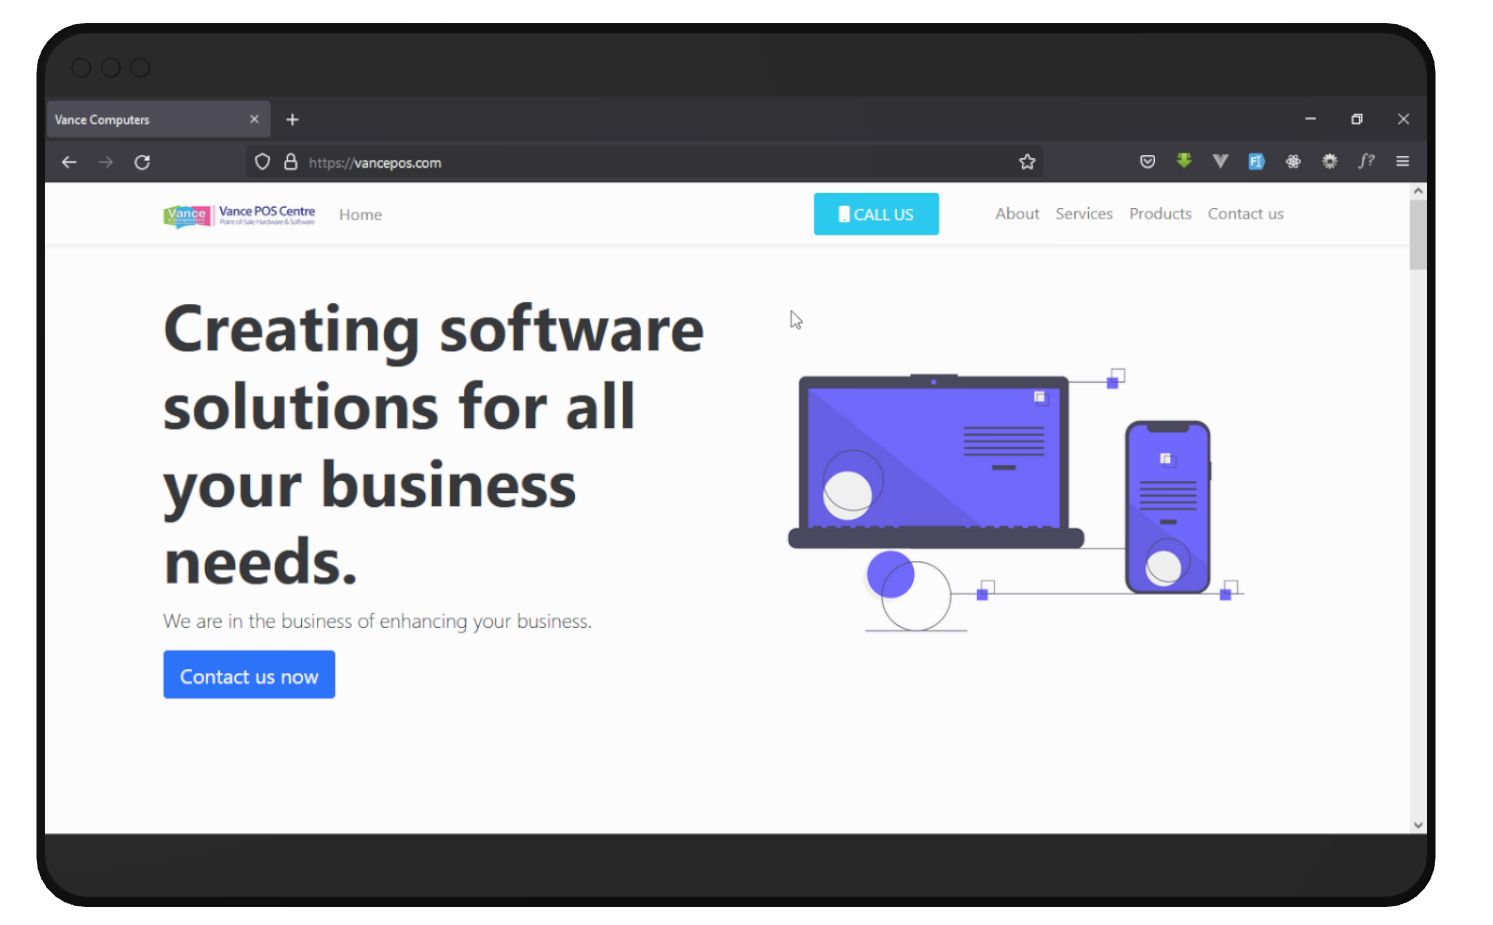 Vance Computers
https://vancepos.com
f?
Vance
Computers
Vance POS Centre
Point of Sale Hardware & Software
Home
CALL US
About
Services
Products
Contact us
Creating software
solutions for all
your business
needs.
We are in the business of enhancing your business.
Contact us now